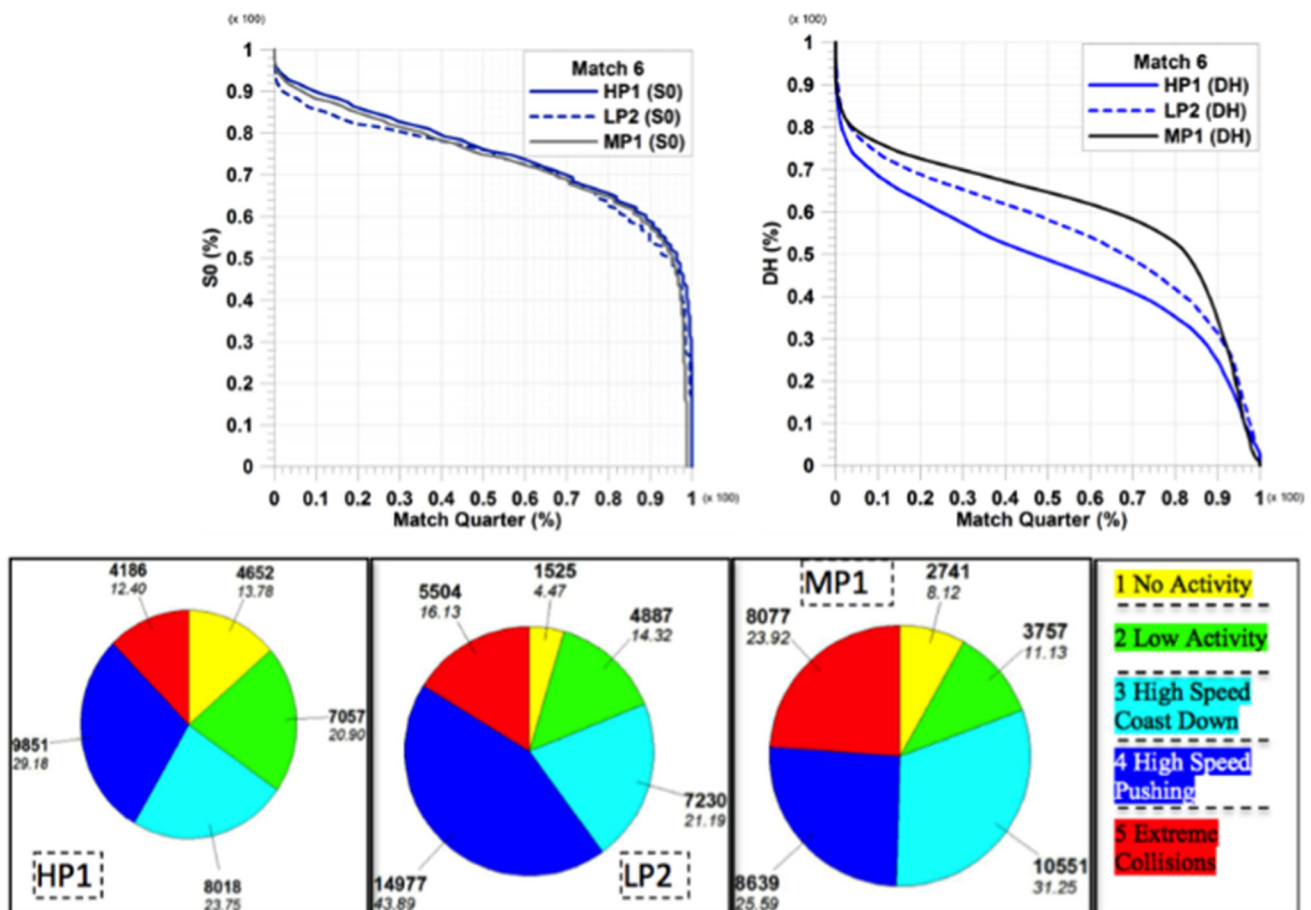 (x 100)
1
0.9
0.8
0.7
0.6
0.5
0.4
0.3
0.2
0.1
0
S0 (%)
Match 6
HP1 (S0)
LP2 (S0)
MP1 (S0)
0 0.1 0.2 0.3 0.4 0.5 0.6 0.7 0.8 0.9 1 (x 100)
Match Quarter (%)
(x 100)
1
0.9
0.8
0.7
0.6
0.5
0.4
0.3
0.2
0.1
0
DH (%)
Match 6
HP1 (DH)
LP2 (DH)
MP1 (DH)
0 0.1 0.2 0.3 0.4 0.5 0.6 0.7 0.8 0.9 1 (x 100)
Match Quarter (%)
4186
12.40
4652
13.78
7057
20.90
9851
29.18
8018
23.75
HP1
5504
16.13
1525
4.47
4887
14.32
7230
21.19
14977
43.89
LP2
MP1
8077
23.92
2741
8.12
3757
11.13
8639
25.59
10551
31.25
1 No Activity
2 Low Activity
3 High Speed
Coast Down
4 High Speed
Pushing
5 Extreme
Collisions